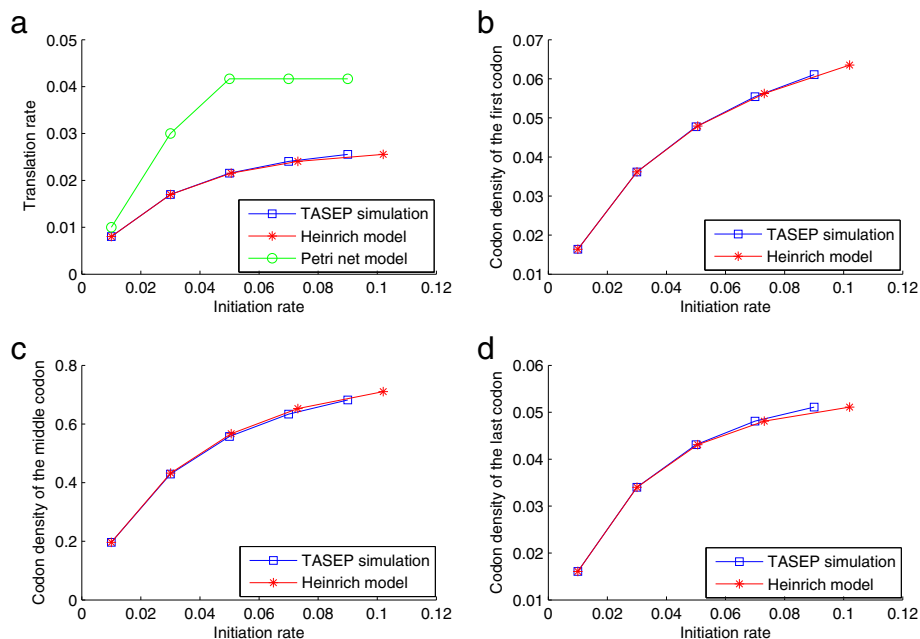 a
Translation rate
0.05
0.04
0.03
0.02
0.01
0
0 0.02 0.04 0.06 0.08 0.1 0.12
Initiation rate
TASEP simulation
Heinrich model
Petri net model
b
Codon density of the first codon
0.07
0.06
0.05
0.04
0.03
0.02
0.01
0 0.02 0.04 0.06 0.08 0.1 0.12
Initiation rate
TASEP simulation
Heinrich model
c
Codon density of the middle codon
0.8
0.6
0.4
0.2
0
0 0.02 0.04 0.06 0.08 0.1 0.12
Initiation rate
TASEP simulation
Heinrich model
d
Codon density of the last codon
0.06
0.05
0.04
0.03
0.02
0.01
0 0.02 0.04 0.06 0.08 0.1 0.12
Initiation rate
TASEP simulation
Heinrich model